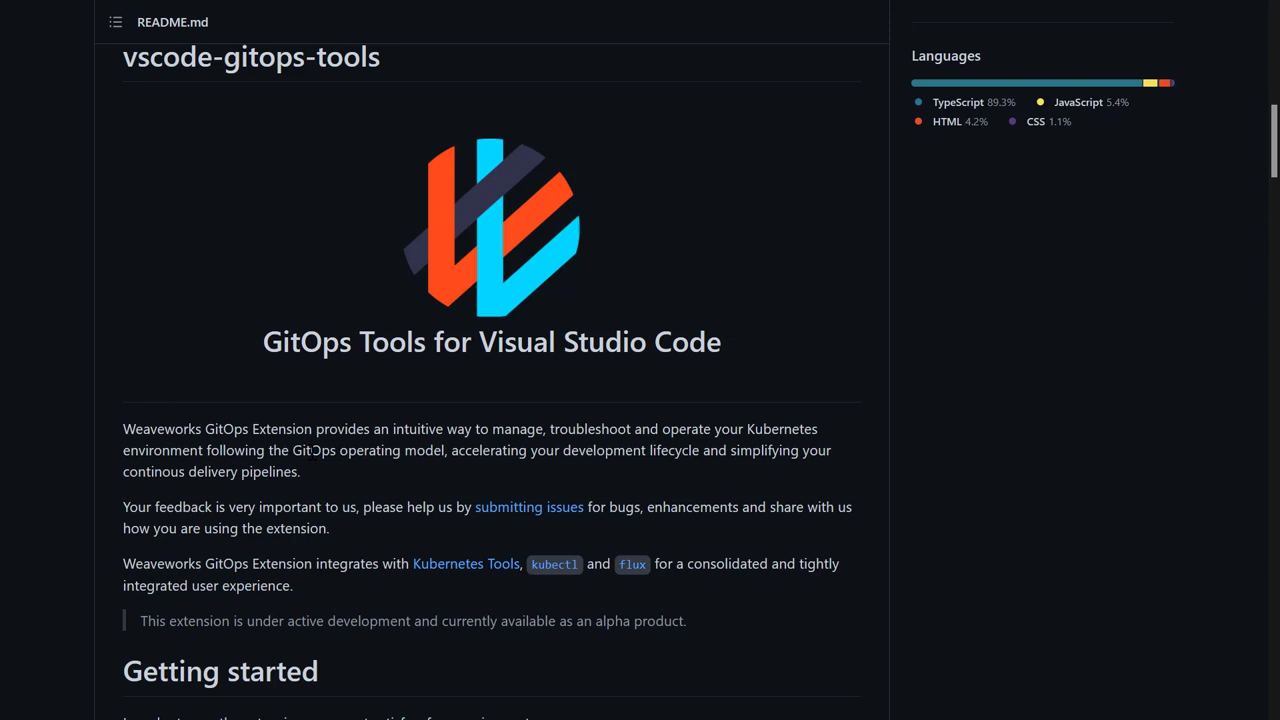 README.md
vscode-gitops-tools
GitOps Tools for Visual Studio Code
Weaveworks GitOps Extension provides an intuitive way to manage, troubleshoot and operate your Kubernetes
environment following the GitOps operating model, accelerating your development lifecycle and simplifying your
continous delivery pipelines.
Your feedback is very important to us, please help us by submitting issues for bugs, enhancements and share with us
how you are using the extension.
Weaveworks GitOps Extension integrates with Kubernetes Tools, kubectl and flux for a consolidated and tightly
integrated user experience.
This extension is under active development and currently available as an alpha product.
Getting started
Languages
TypeScript 89.3% JavaScript 5.4%
HTML 4.2% CSS 1.1%